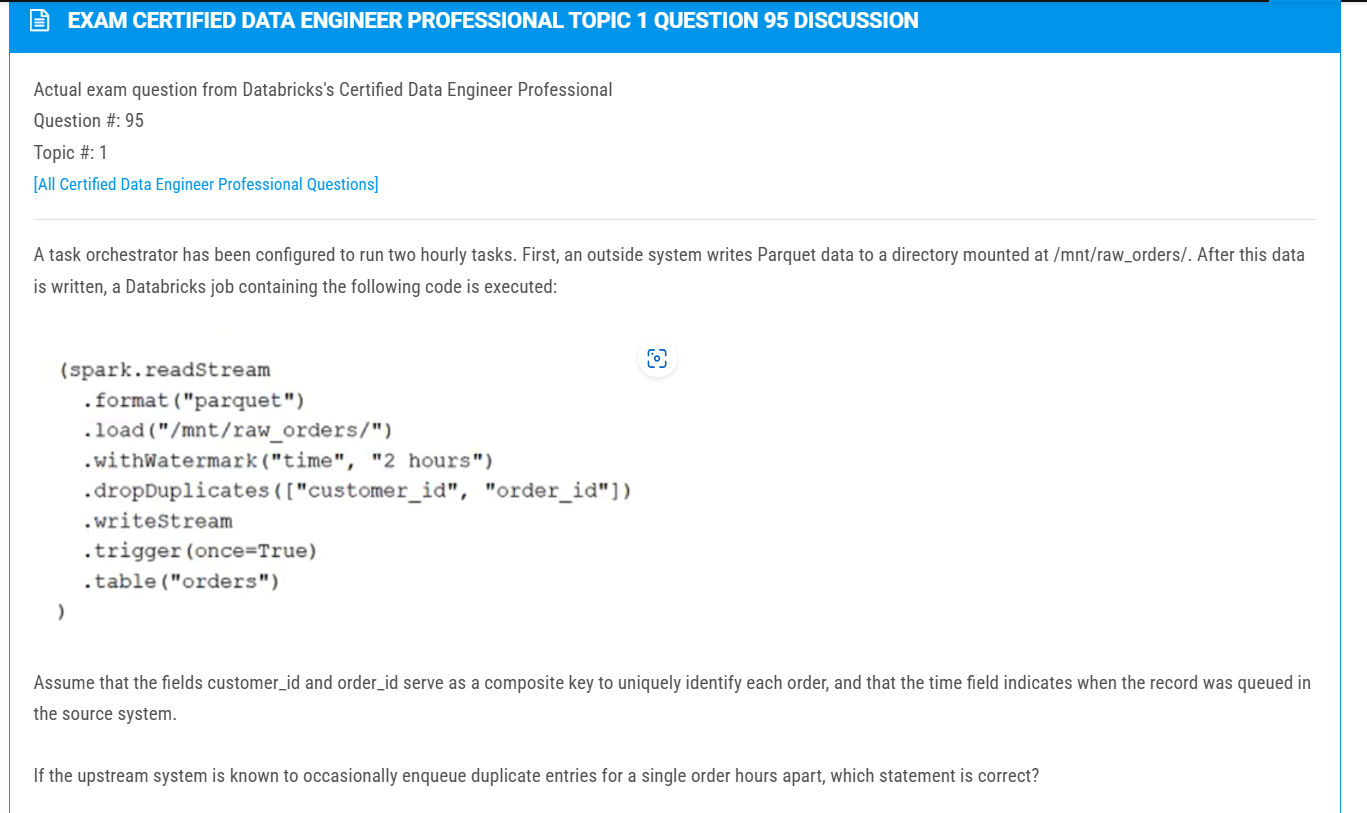 EXAM CERTIFIED DATA ENGINEER PROFESSIONAL TOPIC 1 QUESTION 95 DISCUSSION
Actual exam question from Databricks's Certified Data Engineer Professional
Question #: 95
Topic #: 1
[All Certified Data Engineer Professional Questions]
A task orchestrator has been configured to run two hourly tasks. First, an outside system writes Parquet data to a directory mounted at /mnt/raw_orders/. After this data
is written, a Databricks job containing the following code is executed:
(spark.readStream
  .format("parquet")
  .load("/mnt/raw_orders/")
  .withWatermark("time", "2 hours")
  .dropDuplicates(["customer_id", "order_id"])
  .writeStream
  .trigger(once=True)
  .table("orders")
)
Assume that the fields customer_id and order_id serve as a composite key to uniquely identify each order, and that the time field indicates when the record was queued in
the source system.
If the upstream system is known to occasionally enqueue duplicate entries for a single order hours apart, which statement is correct?